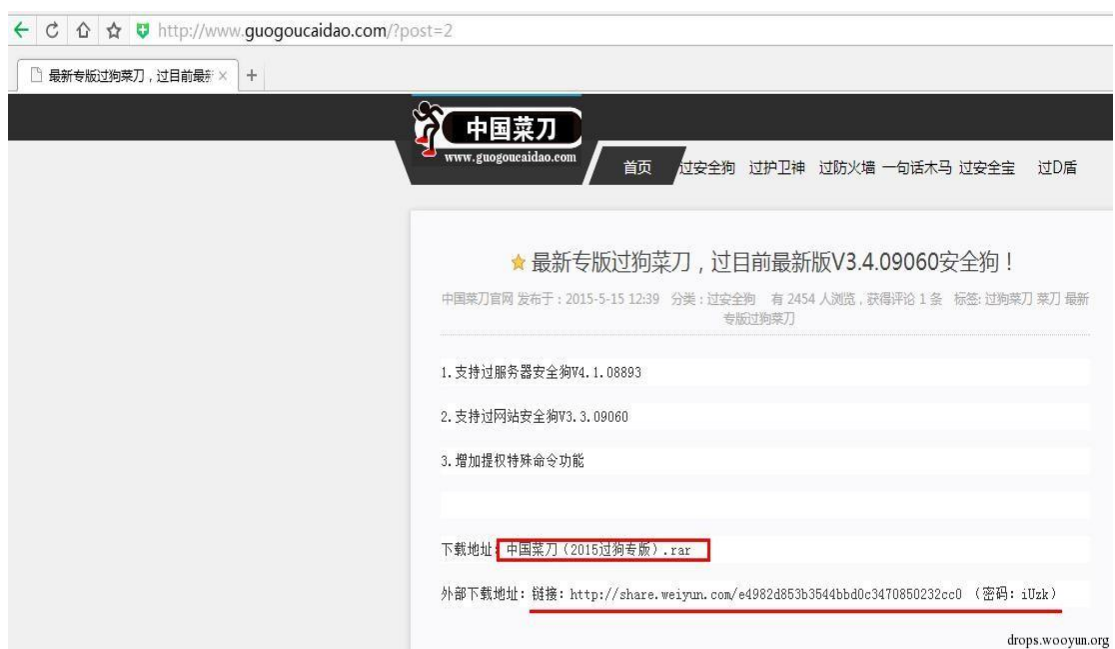 http://www.guogoucaidao.com/?post=2
最新专版过狗菜刀，过目前最新
中国菜刀
www.guogoucaidao.com
首页 过安全狗 过护卫神 过防火墙 一句话木马 过安全宝 过D盾
最新专版过狗菜刀，过目前最新版V3.4.09060安全狗！
中国菜刀官网 发布于：2015-5-15 12:39 分类：过安全狗 有 2454 人浏览，获得评论 1 条 标签: 过狗菜刀 菜刀 最新
专版过狗菜刀
1.支持过服务器安全狗V4.1.08893
2.支持过网站安全狗V3.3.09060
3.增加提权特殊命令功能
下载地址：中国菜刀（2015过狗专版）.rar
外部下载地址：链接：http://share.weiyun.com/e4982d853b3544bbd0c3470850232cc0 （密码：iUzk）
drops.wooyun.org